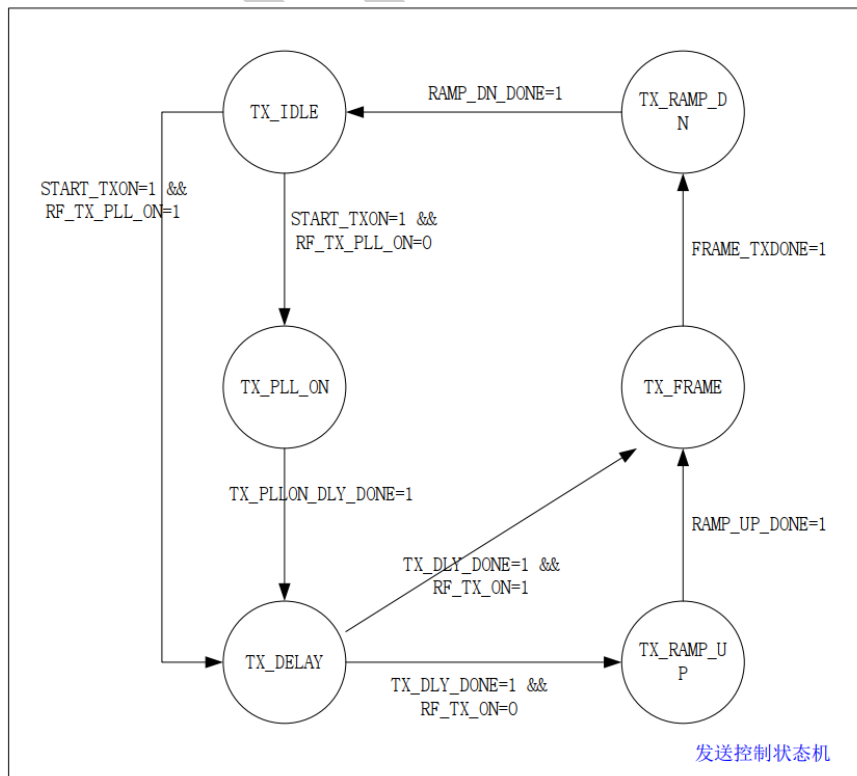 TX_IDLE
RAMP_DN_DONE=1
TX_RAMP_D
N
START_TXON=1 &&
RF_TX_PLL_ON=1
START_TXON=1 &&
RF_TX_PLL_ON=0
FRAME_TXDONE=1
TX_PLL_ON
TX_FRAME
TX_PLLON_DLY_DONE=1
RAMP_UP_DONE=1
TX_DLY_DONE=1 &&
RF_TX_ON=1
TX_DELAY
TX_RAMP_U
P
TX_DLY_DONE=1 &&
RF_TX_ON=0
发送控制状态机